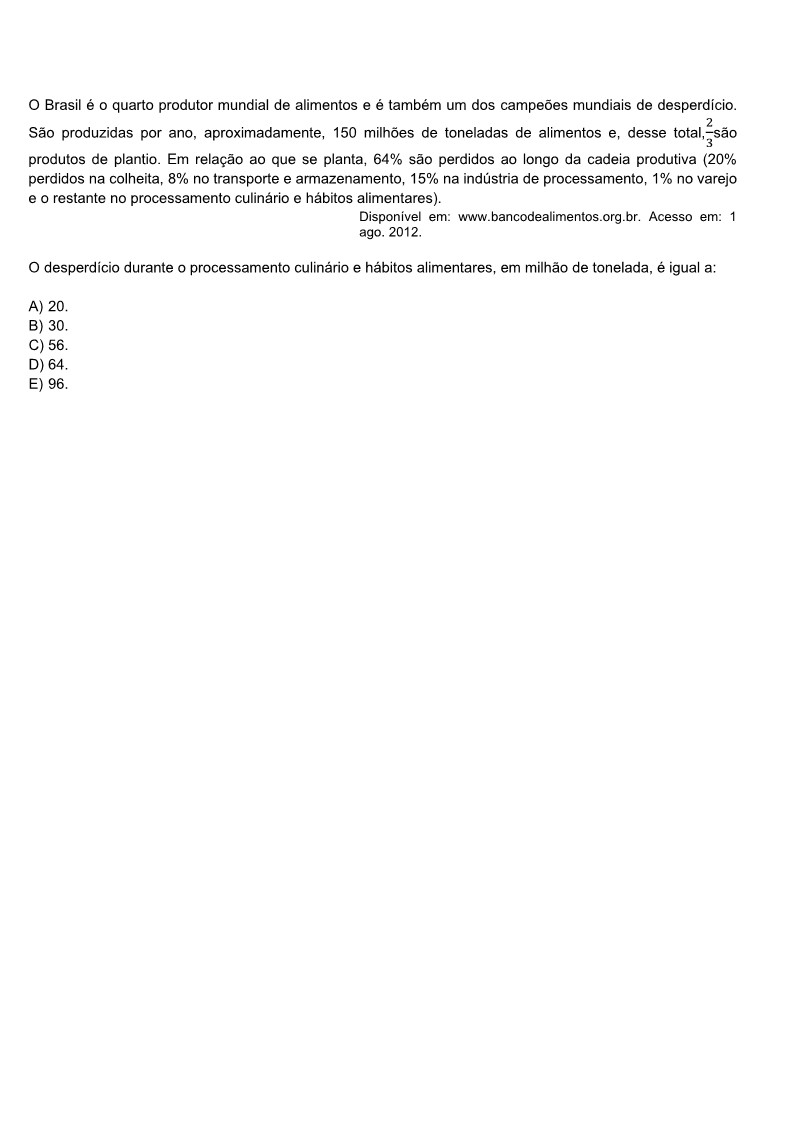 O Brasil é o quarto produtor mundial de alimentos e é também um dos campeões mundiais de desperdício.
São produzidas por ano, aproximadamente, 150 milhões de toneladas de alimentos e, desse total, 2/3 são
produtos de plantio. Em relação ao que se planta, 64% são perdidos ao longo da cadeia produtiva (20%
perdidos na colheita, 8% no transporte e armazenamento, 15% na indústria de processamento, 1% no varejo
e o restante no processamento culinário e hábitos alimentares).
Disponível em: www.bancodealimentos.org.br. Acesso em: 1
ago. 2012.
O desperdício durante o processamento culinário e hábitos alimentares, em milhão de tonelada, é igual a:
A) 20.
B) 30.
C) 56.
D) 64.
E) 96.